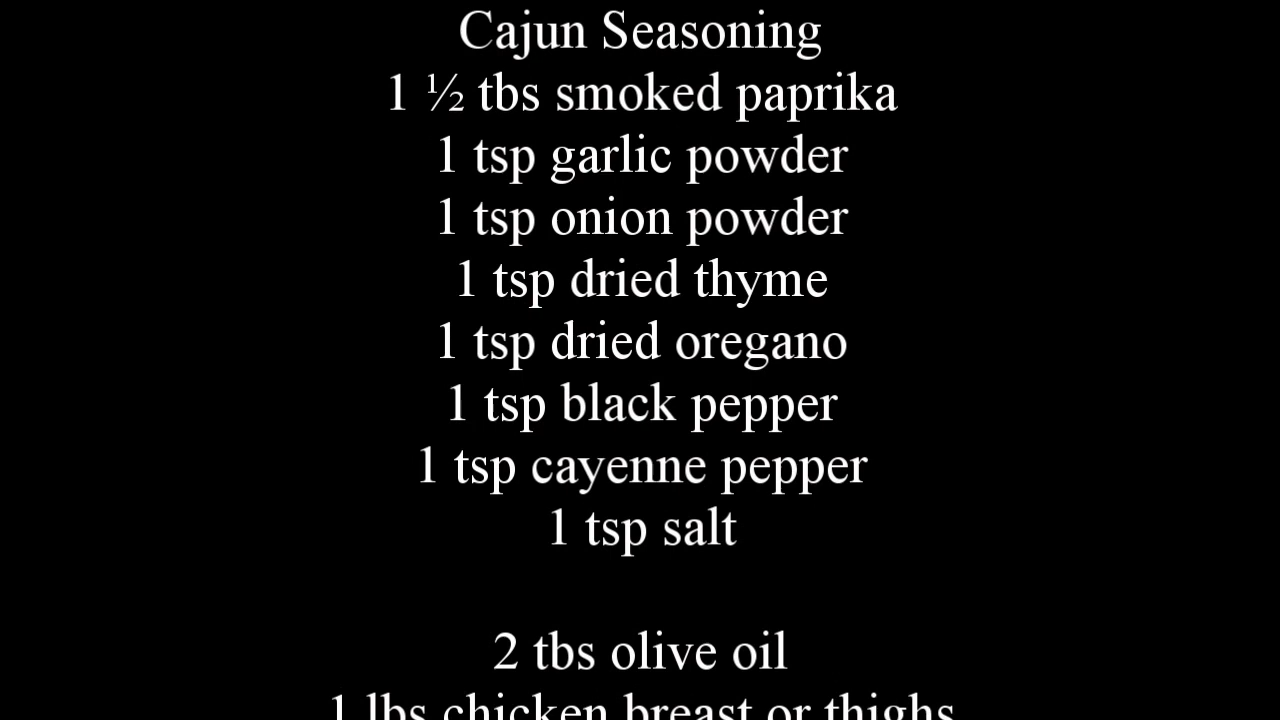 Cajun Seasoning
1 ½ tbs smoked paprika
1 tsp garlic powder
1 tsp onion powder
1 tsp dried thyme
1 tsp dried oregano
1 tsp black pepper
1 tsp cayenne pepper
1 tsp salt
2 tbs olive oil
1 lbs chicken breast or thighs